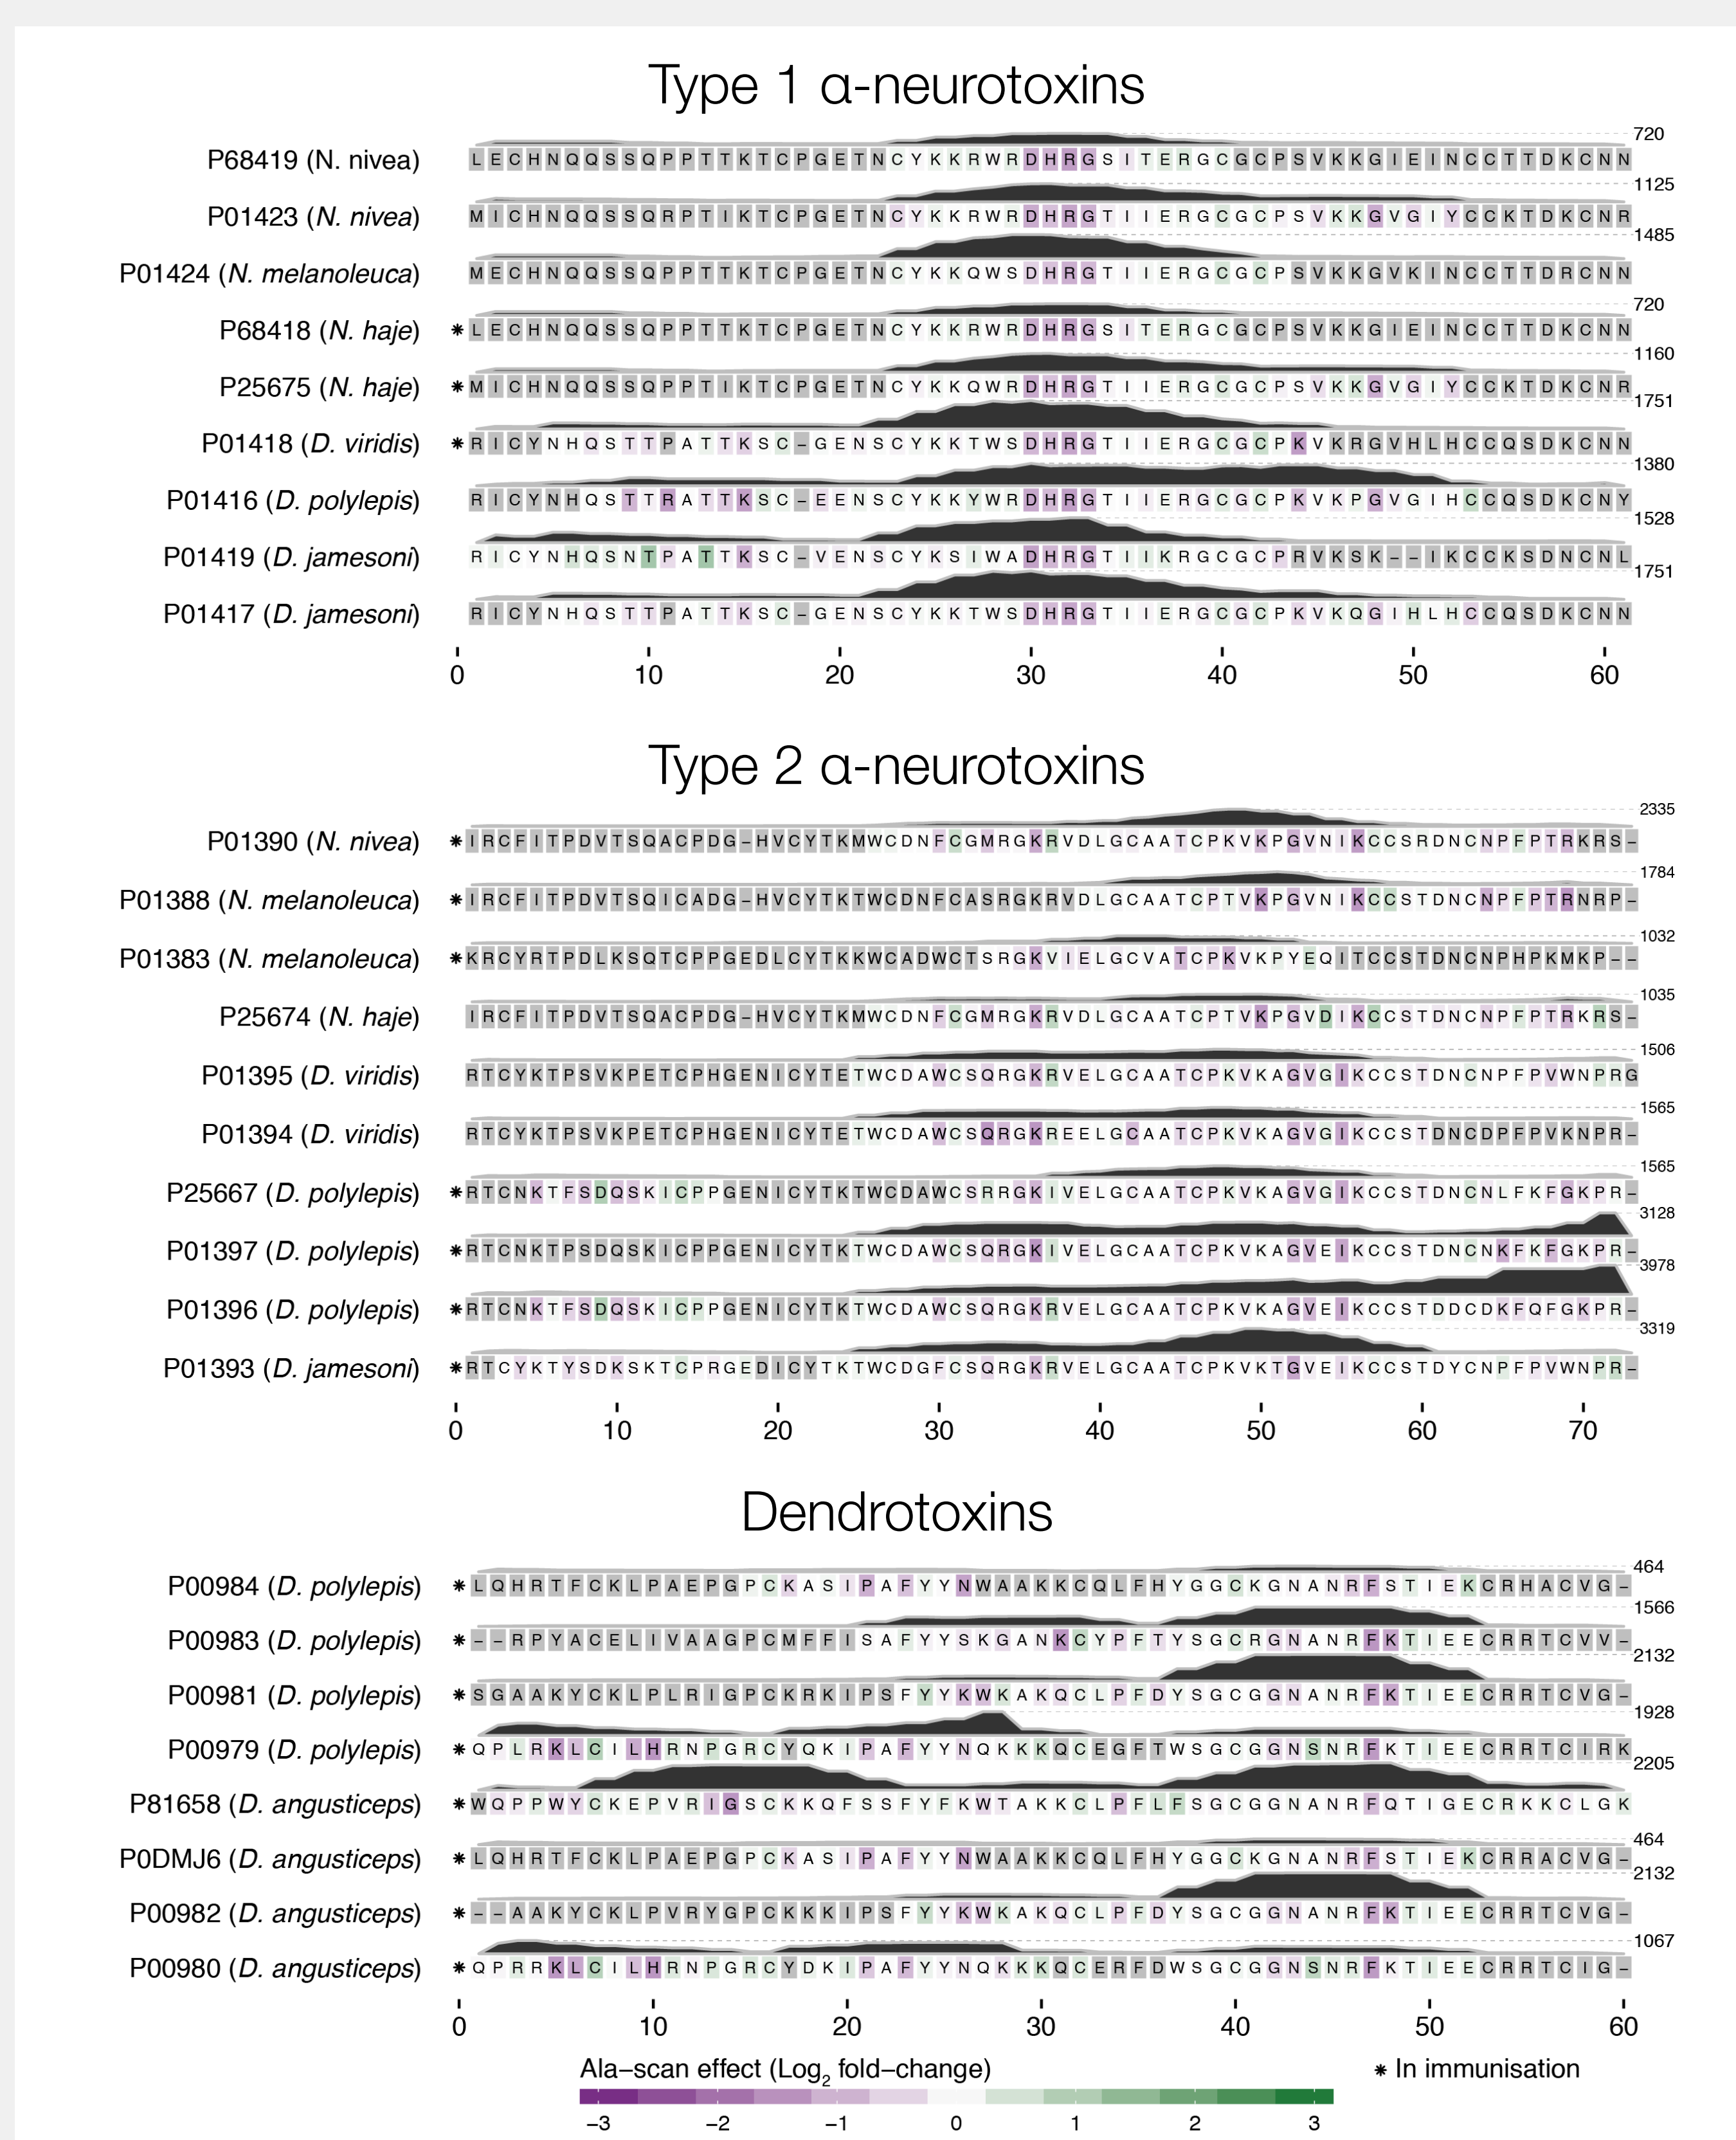 Type 1 α-neurotoxins
720
P68419 (N. nivea) LECHNQQSSQPPTTKTCPGETNCYKKRWRDHRGSITERGCGCPSVKKGIEINCCTTDKCNN
1125
P01423 (N. nivea) MICHNQQSSQRPTIKTCPGETNCYKKRWRDHRGTIIERGCGCPSVKKGVGIYCCKTDKCNR
1485
P01424 (N. melanoleuca) MECHNQQSSQPPTTKTCPGETNCYKKQWSDHRGTIIERGCGCPSVKKGVKINCCTTDRCNN
720
P68418 (N. haje) *LECHNQQSSQPPTTKTCPGETNCYKKRWRDHRGSITERGCGCPSVKKGIEINCCTTDKCNN
1160
P25675 (N. haje) *MICHNQQSSQPPTIKTCPGETNCYKKQWRDHRGTIIERGCGCPSVKKGVGIYCCKTDKCNR
1751
P01418 (D. viridis) *RICYNHQSTTPATTKSC-GENSCYKKTWSDHRGTIIERGCGCPKVKRGVHLHCCQSDKCNN
1380
P01416 (D. polylepis) RICYNHQSTTRATTKSC-EENSCYKKYWRDHRGTIIERGCGCPKVKPGVGIHCCQSDKCNY
1528
P01419 (D. jamesoni) RICYNHQSNTPATTKSC-VENSCYKSIWADHRGTIIKRGCGCPRVKSK--IKCCKSDNCNL
1751
P01417 (D. jamesoni) RICYNHQSTTPATTKSC-GENSCYKKTWSDHRGTIIERGCGCPKVKQGIHLHCCQSDKCNN
0 10 20 30 40 50 60
Type 2 α-neurotoxins
2335
P01390 (N. nivea) *IRCFITPDVTSQACPDG-HVCYTKMWCDNFCGMRGKRVDLGCAATCPKVKPGVNIKCCSRDNCNPFPTRKRS-
1784
P01388 (N. melanoleuca) *IRCFITPDVTSQICADG-HVCYTKTWCDNFCASRGKRVDLGCAATCPTVKPGVNIKCCSTDNCNPFPTRNRP-
1032
P01383 (N. melanoleuca) *KRCYRTPDLKSQTCPPGEDLCYTKKWCADWCTSRGKVIELGCVATCPKVKPYEQITCCSTDNCNPHPKMKP--
1035
P25674 (N. haje) IRCFITPDVTSQACPDG-HVCYTKMWCDNFCGMRGKRVDLGCAATCPTVKPGVDIKCCSTDNCNPFPTRKRS-
1506
P01395 (D. viridis) RTCYKTPSVKPETCPHGENICYTETWCDAWCSQRGKRVELGCAATCPKVKAGVGIKCCSTDNCNPFPVWNPRG
1565
P01394 (D. viridis) RTCYKTPSVKPETCPHGENICYTETWCDAWCSQRGKREELGCAATCPKVKAGVGIKCCSTDNCDPFPVKNPR-
1565
P25667 (D. polylepis) *RTCNKTFSDQSKICPPGENICYTKTWCDAWCSRRGKIVELGCAATCPKVKAGVGIKCCSTDNCNLFKFGKPR-
3128
P01397 (D. polylepis) *RTCNKTPSDQSKICPPGENICYTKTWCDAWCSQRGKIVELGCAATCPKVKAGVEIKCCSTDNCNKFKFGKPR-
3978
P01396 (D. polylepis) *RTCNKTFSDQSKICPPGENICYTKTWCDAWCSQRGKRVELGCAATCPKVKAGVEIKCCSTDDCDKFQFGKPR-
3319
P01393 (D. jamesoni) *RTCYKTYSDKSKTCPRGEDICYTKTWCDGFCSQRGKRVELGCAATCPKVKTGVEIKCCSTDYCNPFPVWNPR-
0 10 20 30 40 50 60 70
Dendrotoxins
464
P00984 (D. polylepis) *LQHRTFCKLPAEPGPCKASIPAFYYNWAAKKCQLFHYGGCKGNANRFSTIEKCRHACVG-
1566
P00983 (D. polylepis) *--RPYACELIVAAGPCMFFISAFYYSKGANKCYPFTYSGCRGNANRFKTIEECRRTCVV-
2132
P00981 (D. polylepis) *SGAAKYCKLPLRIGPCKRKIPSFYYKWKAKQCLPFDYSGCGGNANRFKTIEECRRTCVG-
1928
P00979 (D. polylepis) *QPLRKLCILHRNPGRCYQKIPAFYYNQKKKQCEGFTWSGCGGNSNRFKTIEECRRTCIRK
2205
P81658 (D. angusticeps) *WQPPWYCKEPVRIGSCKKQFSSFYFKWTAKKCLPFLFSGCGGNANRFQTIGECRKKCLGK
464
P0DMJ6 (D. angusticeps) *LQHRTFCKLPAEPGPCKASIPAFYYNWAAKKCQLFHYGGCKGNANRFSTIEKCRRACVG-
2132
P00982 (D. angusticeps) *--AAKYCKLPVRYGPCKKKIPSFYYKWKAKQCLPFDYSGCGGNANRFKTIEECRRTCVG-
1067
P00980 (D. angusticeps) *QPRRKLCILHRNPGRCYDKIPAFYYNQKKKQCERFDWSGCGGNSNRFKTIEECRRTCIG-
0 10 20 30 40 50 60
Ala–scan effect (Log2 fold–change) * In immunisation
−3 −2 −1 0 1 2 3